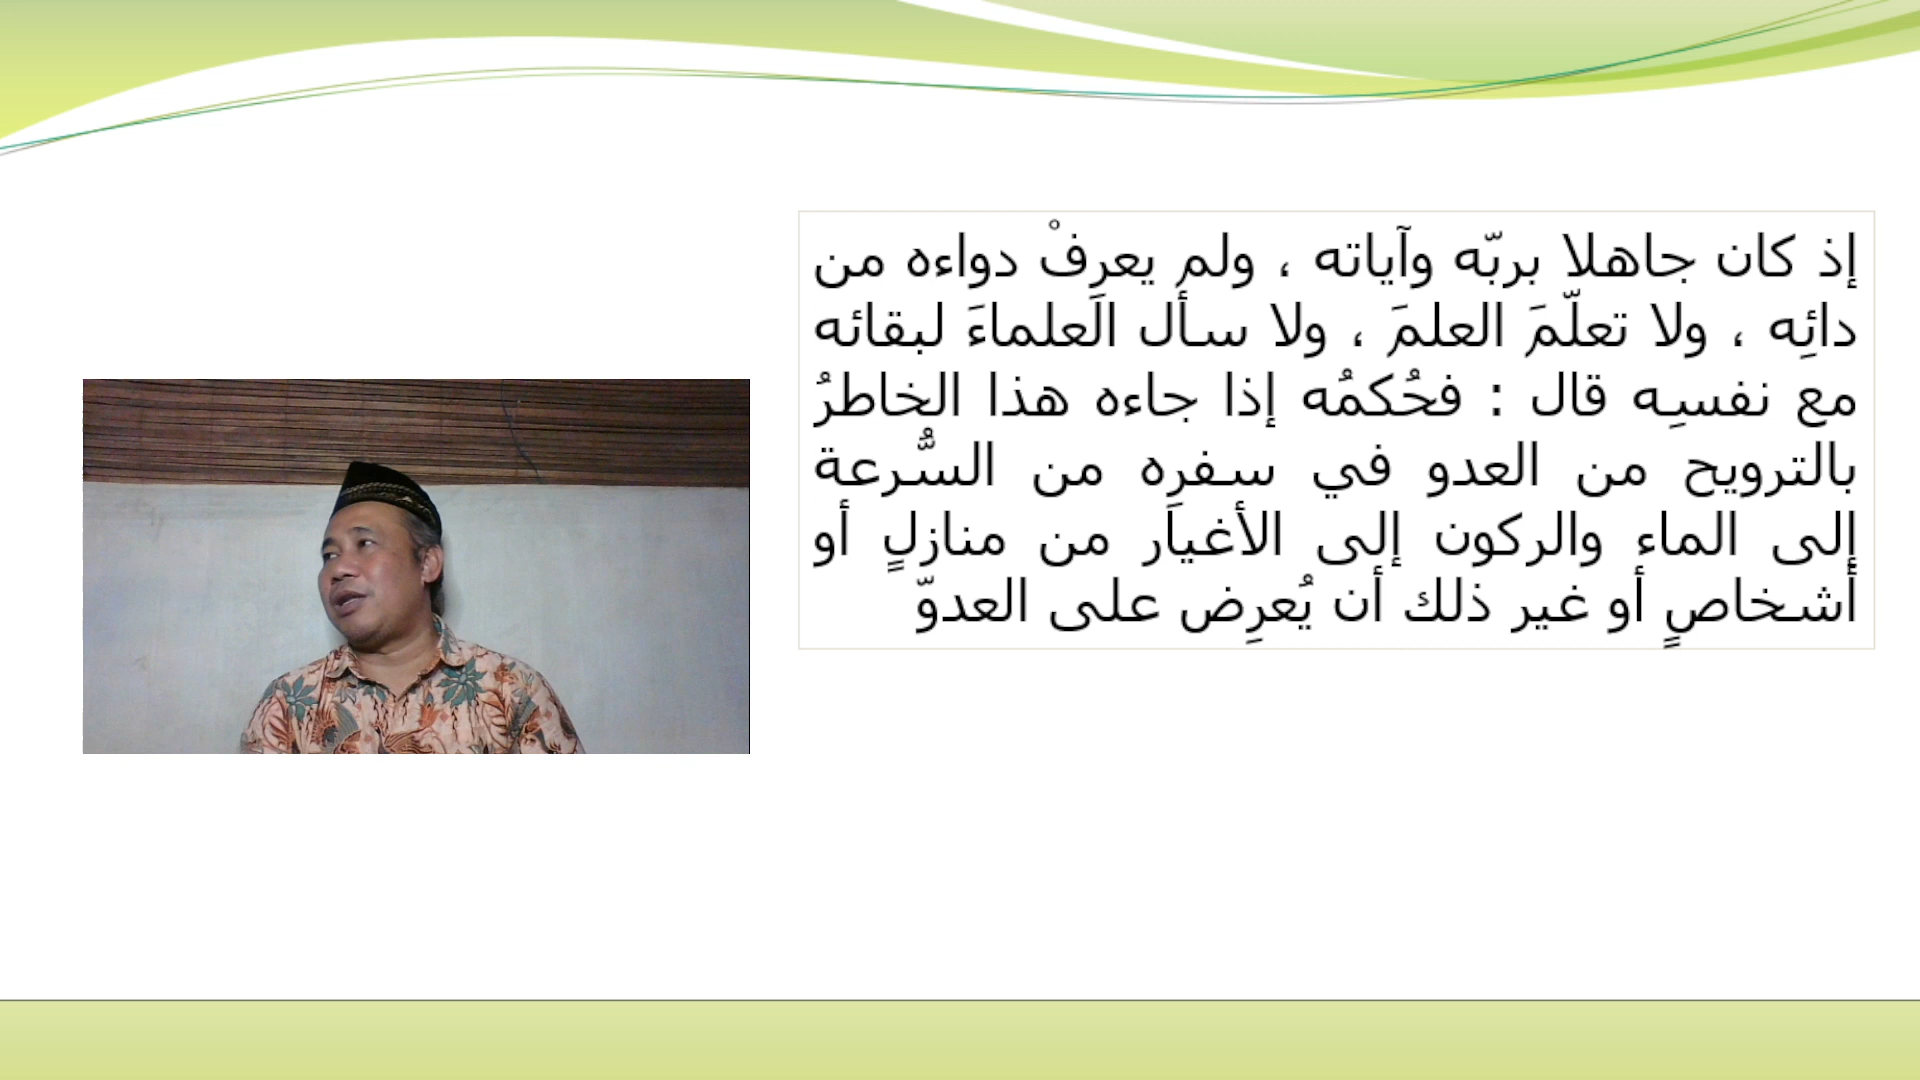 إذ كان جاهلا بربّه وآياته ، ولم يعرِفْ دواءه من
دائِه ، ولا تعلّمَ العلمَ ، ولا سأل العلماءَ لبقائه
مع نفسِه قال : فحُكمُه إذا جاءه هذا الخاطرُ
بالترويح من العدو في سفرِه من السُّرعة
إلى الماء والركون إلى الأغيار من منازلٍ أو
أشخاصٍ أو غير ذلك أن يُعرِض على العدوّ